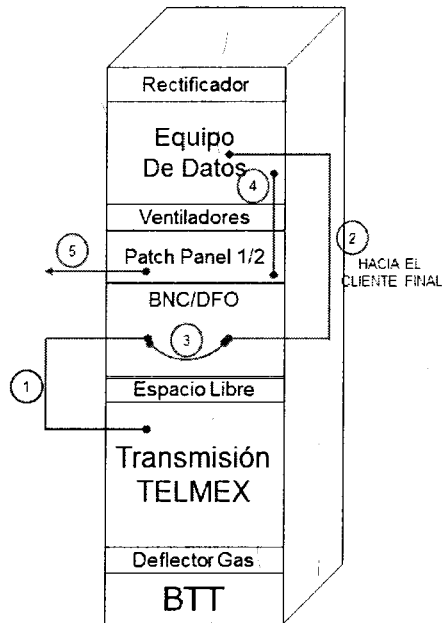 Rectificador
Equipo
De Datos
4
Ventiladores
5
Patch Panel 1/2
2
HACIA EL
CLIENTE FINAL
BNC/DFO
3
1
Espacio Libre
Transmisión
TELMEX
Deflector Gas
BTT